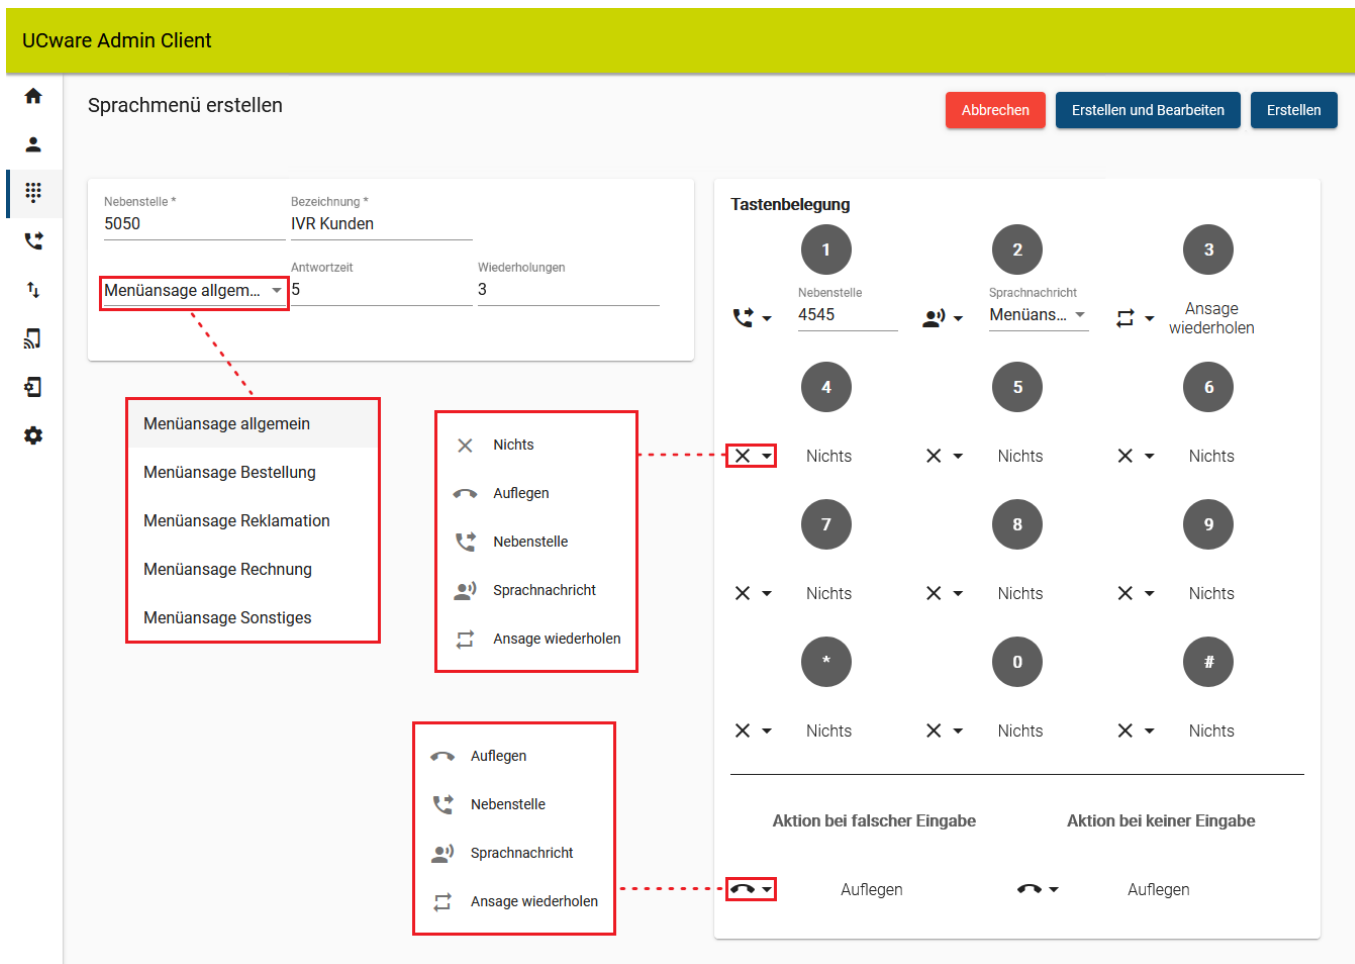 UCware Admin Client
Sprachmenü erstellen
Abbrechen
Erstellen und Bearbeiten
Erstellen
Nebenstelle *
Bezeichnung *
5050
IVR Kunden
Antwortzeit
Wiederholungen
Menüansage allgem...
5
3
Menüansage allgemein
Menüansage Bestellung
Menüansage Reklamation
Menüansage Rechnung
Menüansage Sonstiges
Nichts
Auflegen
Nebenstelle
Sprachnachricht
Ansage wiederholen
Auflegen
Nebenstelle
Sprachnachricht
Ansage wiederholen
Tastenbelegung
1
2
3
Nebenstelle
4545
Sprachnachricht
Menüans...
Ansage
wiederholen
4
5
6
Nichts
Nichts
Nichts
7
8
9
Nichts
Nichts
Nichts
*
0
#
Nichts
Nichts
Nichts
Aktion bei falscher Eingabe
Aktion bei keiner Eingabe
Auflegen
Auflegen